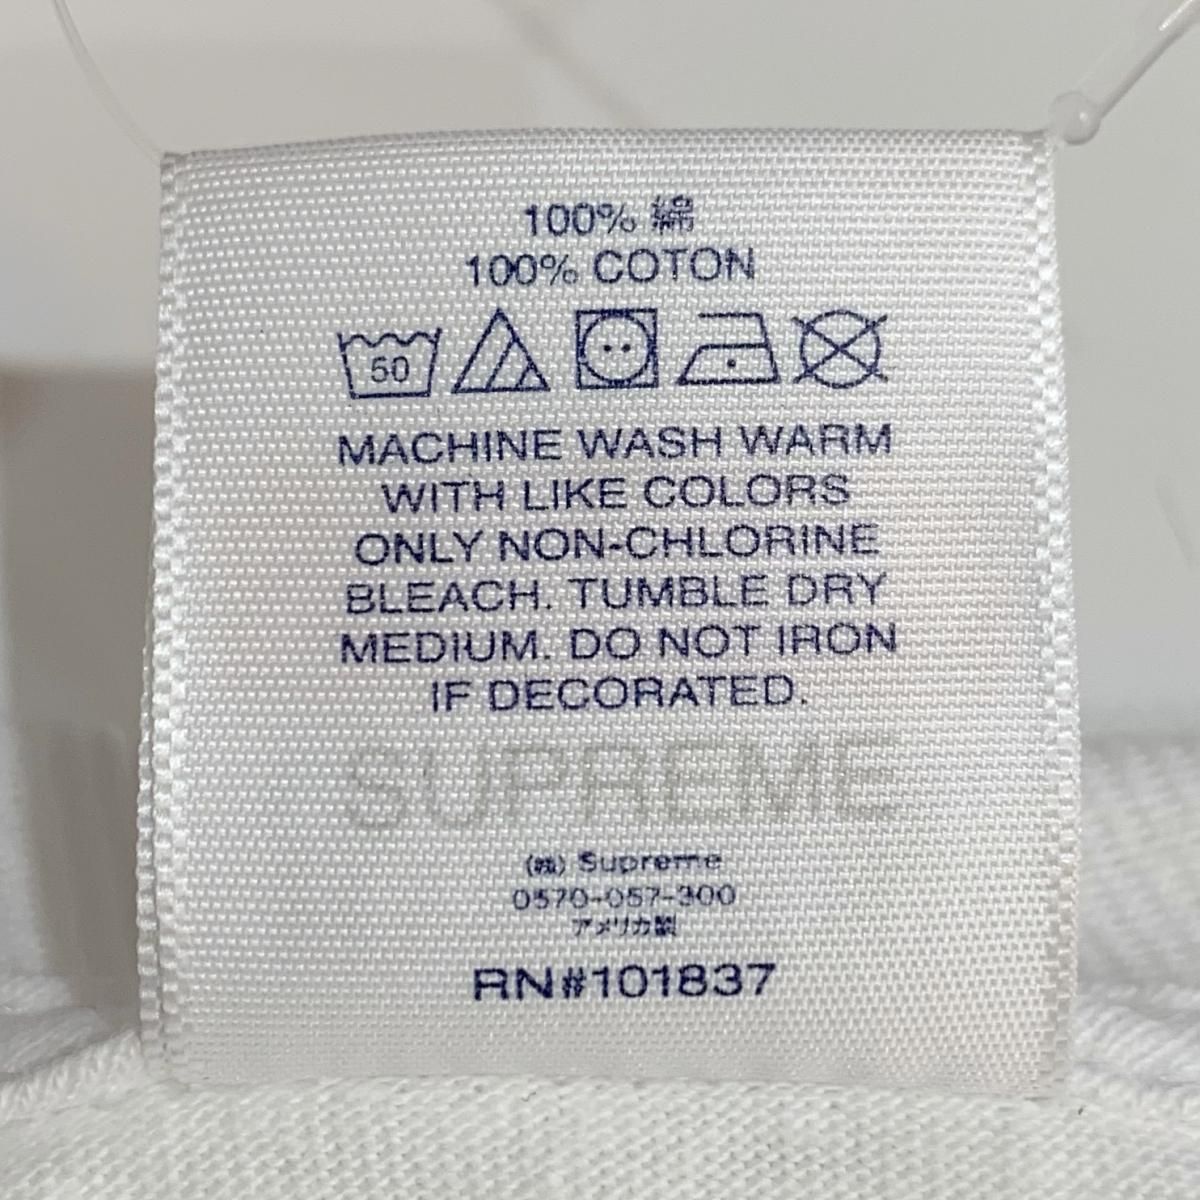 100% 綿
100% COTON
50
MACHINE WASH WARM
WITH LIKE COLORS
ONLY NON-CHLORINE
BLEACH. TUMBLE DRY
MEDIUM. DO NOT IRON
IF DECORATED.
SUPREME
(株) Supreme
0570-057-300
アメリカ製
RN#101837